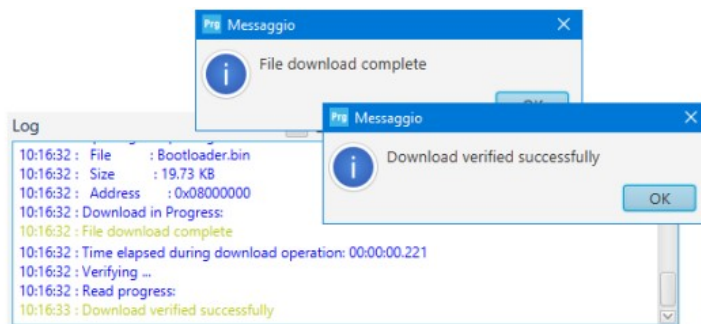 Prg Messaggio
File download complete
Prg Messaggio
Download verified successfully
OK
Log
10:16:32 : File : Bootloader.bin
10:16:32 : Size : 19.73 KB
10:16:32 : Address : 0x08000000
10:16:32 : Download in Progress:
10:16:32 : File download complete
10:16:32 : Time elapsed during download operation: 00:00:00.221
10:16:32 : Verifying ...
10:16:32 : Read progress:
10:16:33 : Download verified successfully